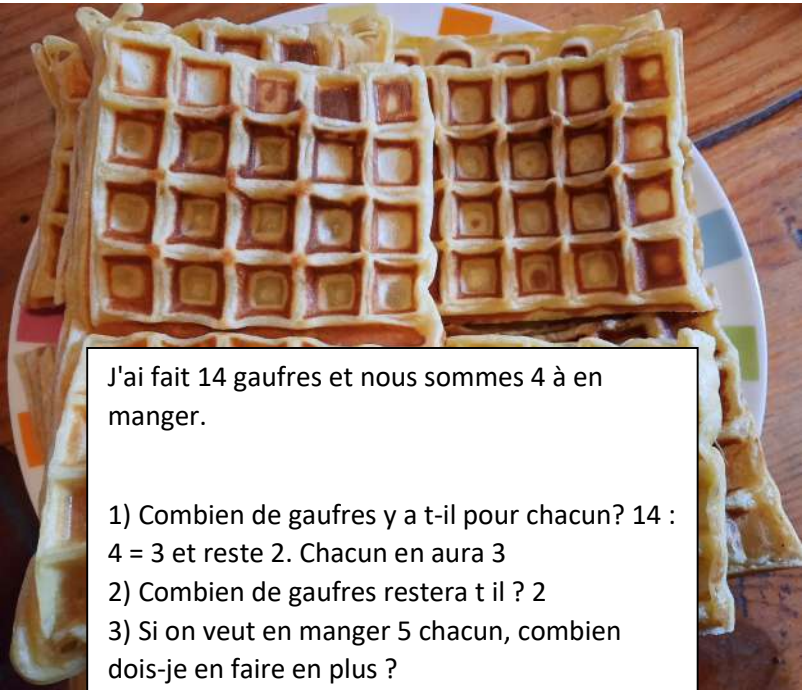 J'ai fait 14 gaufres et nous sommes 4 à en
manger.
1) Combien de gaufres y a t-il pour chacun? 14 :
4 = 3 et reste 2. Chacun en aura 3
2) Combien de gaufres restera t il ? 2
3) Si on veut en manger 5 chacun, combien
dois-je en faire en plus ?